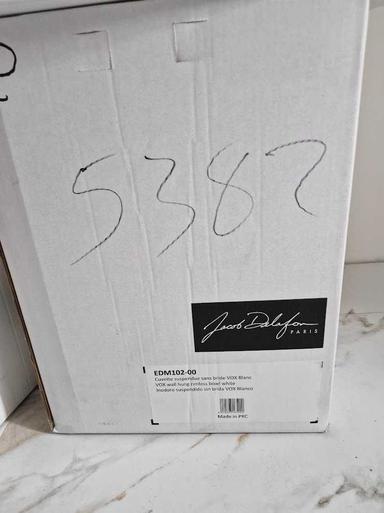 5387
Jacob Delafon
PARIS
EDM102-00
Cuvette suspendue sans bride VOX Blanc
VOX wall hung rimless bowl white
Inodoro suspendido sin brida VOX Blanco
Made in PRC